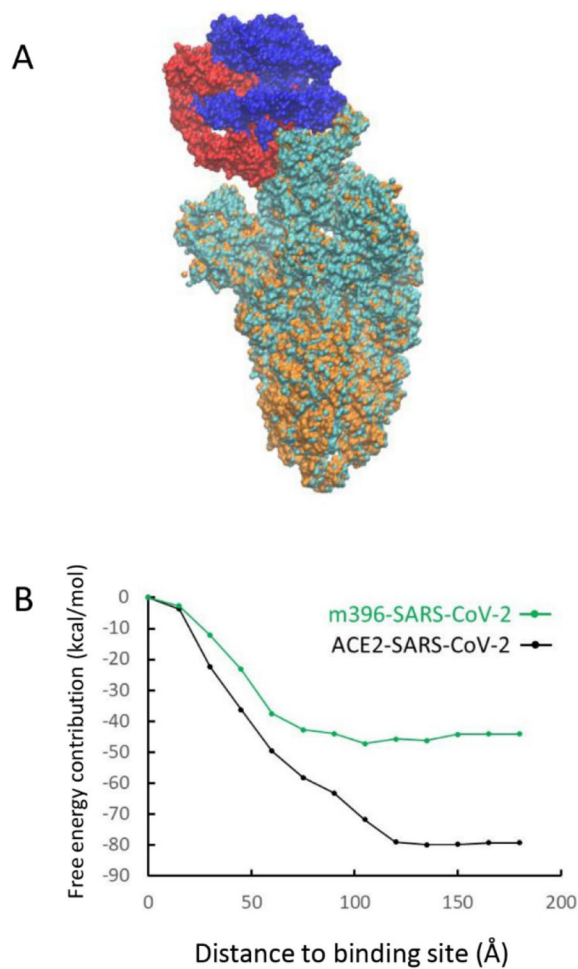 A
B
Free energy contribution (kcal/mol)
0
-10
-20
-30
-40
-50
-60
-70
-80
-90
m396-SARS-CoV-2
ACE2-SARS-CoV-2
0
50
100
150
200
Distance to binding site (Å)